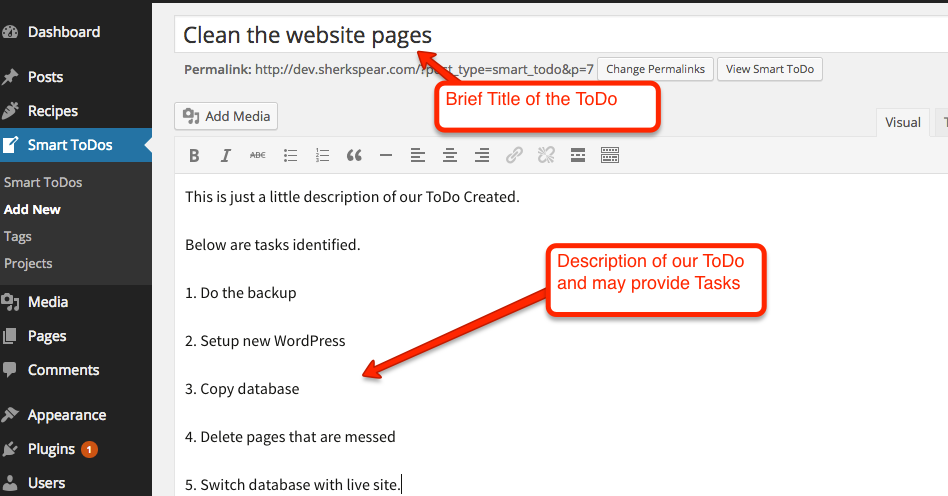 Dashboard
Posts
Recipes
Smart ToDos
Smart ToDos
Add New
Tags
Projects
Media
Pages
Comments
Appearance
Plugins 1
Users
Clean the website pages
Permalink: http://dev.sherkspear.com/?post_type=smart_todo&p=7 Change Permalinks View Smart ToDo
Brief Title of the ToDo
Add Media
Visual T
B I ABC
This is just a little description of our ToDo Created.
Below are tasks identified.
Description of our ToDo
and may provide Tasks
1. Do the backup
2. Setup new WordPress
3. Copy database
4. Delete pages that are messed
5. Switch database with live site.